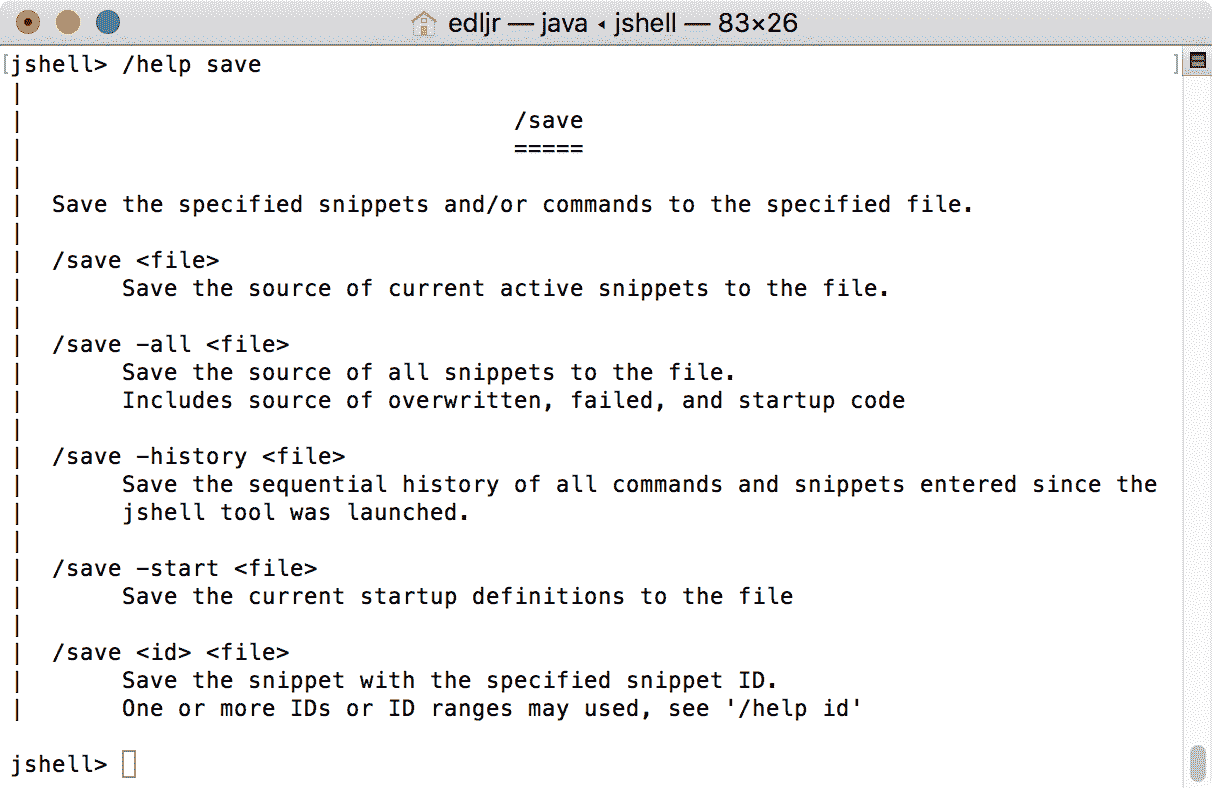 edljr — java ◂ jshell — 83×26
[jshell> /help save ]
|
| /save
| =====
|
| Save the specified snippets and/or commands to the specified file.
|
| /save <file>
| Save the source of current active snippets to the file.
|
| /save -all <file>
| Save the source of all snippets to the file.
| Includes source of overwritten, failed, and startup code
|
| /save -history <file>
| Save the sequential history of all commands and snippets entered since the
| jshell tool was launched.
|
| /save -start <file>
| Save the current startup definitions to the file
|
| /save <id> <file>
| Save the snippet with the specified snippet ID.
| One or more IDs or ID ranges may used, see '/help id'
jshell>